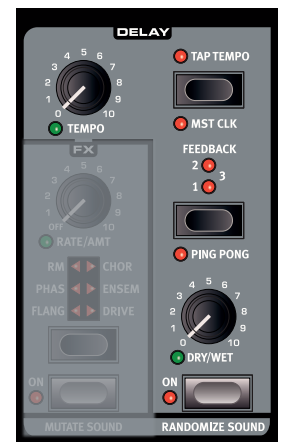 DELAY
0 1 2 3 4 5 6 7 8 9 10
TEMPO
TAP TEMPO
MST CLK
FX
OFF 1 2 3 4 5 6 7 8 9 10
RATE/AMT
RM CHOR
PHAS ENSEM
FLANG DRIVE
ON
MUTATE SOUND
FEEDBACK
2
3
1
PING PONG
0 1 2 3 4 5 6 7 8 9 10
DRY/WET
ON
RANDOMIZE SOUND